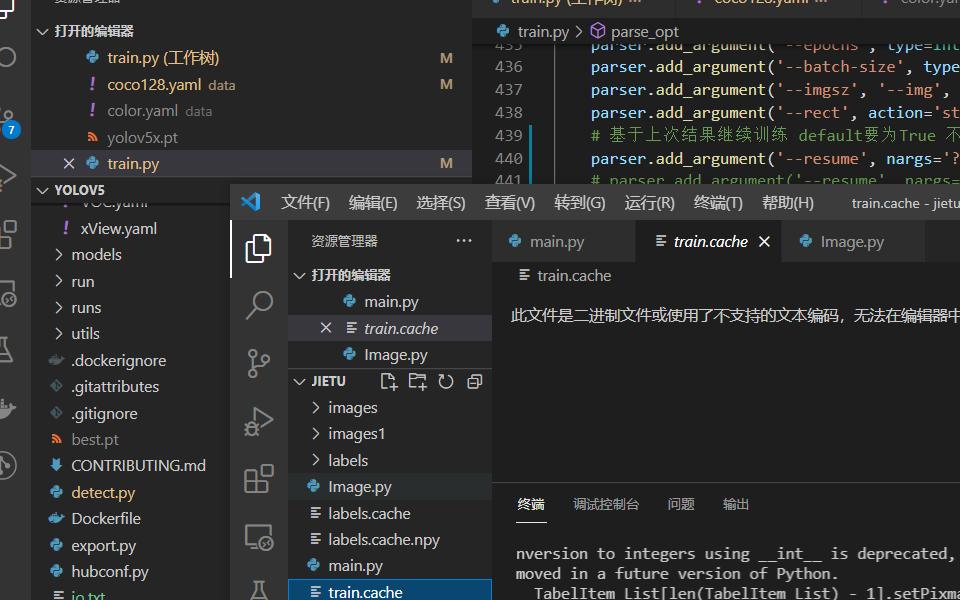 资源管理器
打开的编辑器
train.py (工作树) M
coco128.yaml data M
color.yaml data
yolov5x.pt
train.py M
YOLOV5
VOC.yaml
xView.yaml
models
run
runs
utils
.dockerignore
.gitattributes
.gitignore
best.pt
CONTRIBUTING.md
detect.py
Dockerfile
export.py
hubconf.py
io.txt
7
train.py (工作树)
coco128.yaml
color.yam
train.py > parse_opt
435 parser.add_argument('--epochs', type=int
436 parser.add_argument('--batch-size', type
437 parser.add_argument('--imgsz', '--img',
438 parser.add_argument('--rect', action='st
439 # 基于上次结果继续训练 default要为True 不
440 parser.add_argument('--resume', nargs='?
441 # parser.add_argument('--resume', nargs=
文件(F) 编辑(E) 选择(S) 查看(V) 转到(G) 运行(R) 终端(T) 帮助(H) train.cache - jietu
资源管理器 ···
打开的编辑器
main.py
train.cache
Image.py
JIETU
images
images1
labels
Image.py
labels.cache
labels.cache.npy
main.py
train.cache
main.py train.cache Image.py
train.cache
此文件是二进制文件或使用了不支持的文本编码，无法在编辑器中
终端 调试控制台 问题 输出
nversion to integers using __int__ is deprecated,
moved in a future version of Python.
TabelItem_List[len(TabelItem_List) - 1].setPixma